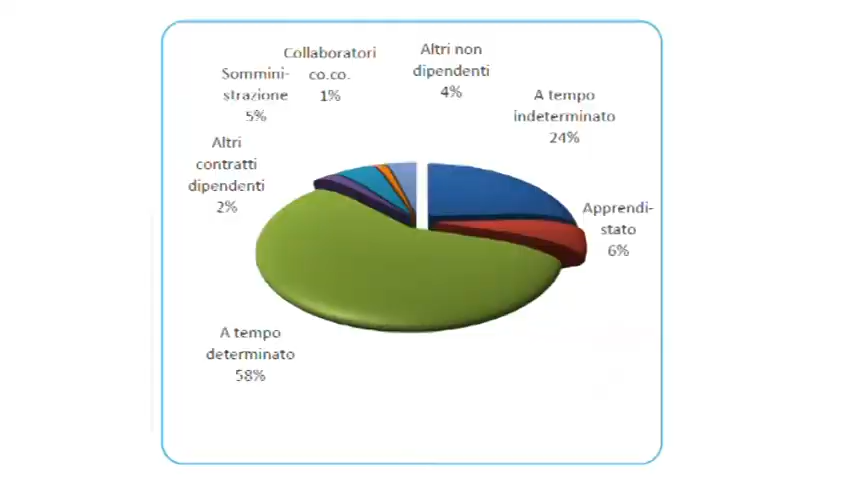 Collaboratori
co.co.
1%
Altri non
dipendenti
4%
Sommini-
strazione
5%
A tempo
indeterminato
24%
Altri
contratti
dipendenti
2%
Apprendi-
stato
6%
A tempo
determinato
58%